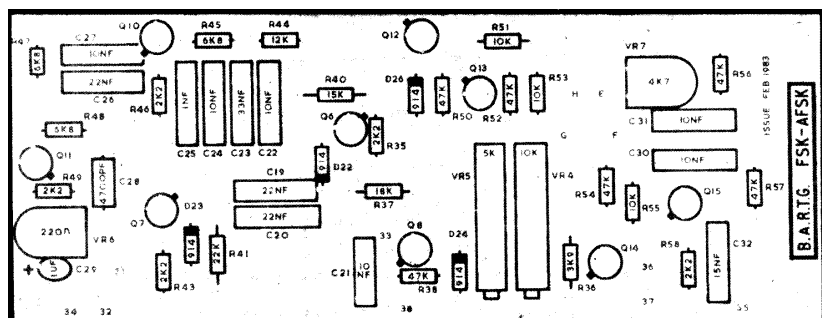 Q10
R45
6K8
R44
12K
Q12
R51
10K
R47
6K8
C27
10NF
22NF
C26
R46
2K2
1NF
10NF
33NF
10NF
C25
C24
C23
C22
R40
15K
Q6
2K2
R35
D26
914
47K
R50
Q13
R52
47K
10K
R53
H
E
G
F
VR7
4K7
47K
R56
C31
10NF
C30
10NF
ISSUE FEB 1983
B.A.R.T.G. FSK-AFSK
R48
6K8
Q11
R49
2K2
4700PF
C28
220Ω
VR6
+
1UF
C29
31
34
32
Q7
D23
914
22K
R41
2K2
R43
C19
22NF
22NF
C20
914
D22
18K
R37
33
C21
10NF
Q8
47K
R38
38
D24
914
5K
VR5
10K
VR4
3K9
R36
Q14
R54
47K
10K
R55
Q15
47K
R57
R58
2K2
C32
15NF
36
37
35